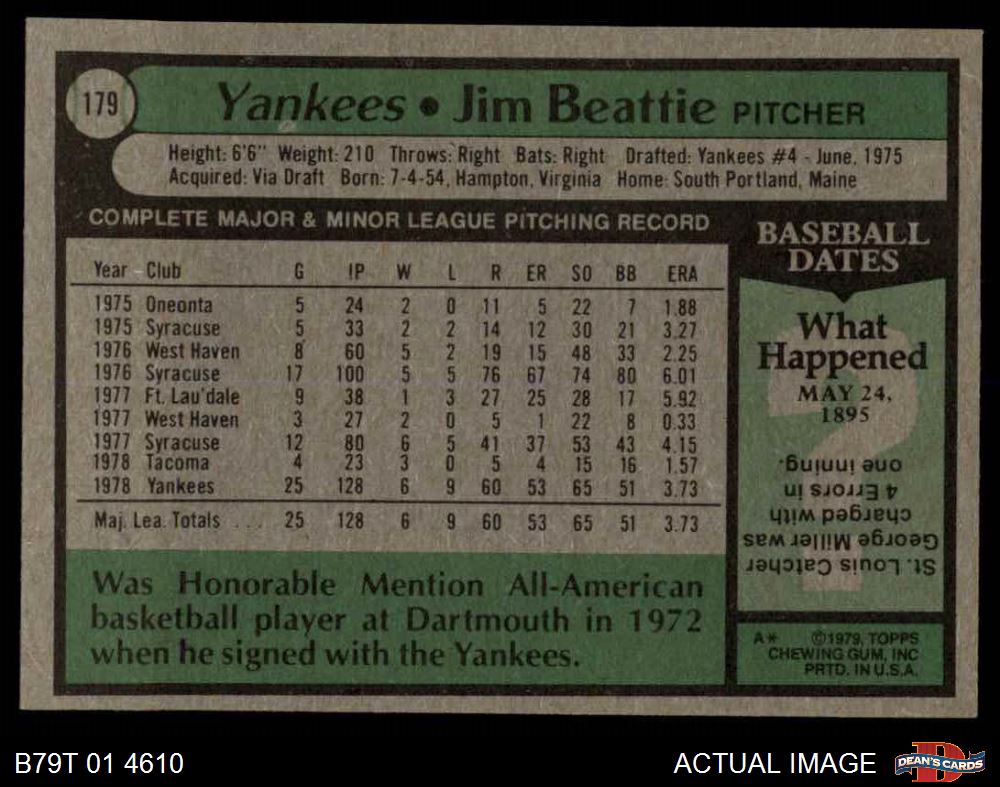 179
Yankees • Jim Beattie PITCHER
Height: 6'6" Weight: 210 Throws: Right Bats: Right Drafted: Yankees #4 - June, 1975
Acquired: Via Draft Born: 7-4-54, Hampton, Virginia Home: South Portland, Maine
COMPLETE MAJOR & MINOR LEAGUE PITCHING RECORD
Year Club G IP W L R ER SO BB ERA
1975 Oneonta 5 24 2 0 11 5 22 7 1.88
1975 Syracuse 5 33 2 2 14 12 30 21 3.27
1976 West Haven 8 60 5 2 19 15 48 33 2.25
1976 Syracuse 17 100 5 5 76 67 74 80 6.01
1977 Ft. Lau'dale 9 38 1 3 27 25 28 17 5.92
1977 West Haven 3 27 2 0 5 1 22 8 0.33
1977 Syracuse 12 80 6 5 41 37 53 43 4.15
1978 Tacoma 4 23 3 0 5 4 15 16 1.57
1978 Yankees 25 128 6 9 60 53 65 51 3.73
Maj. Lea. Totals ... 25 128 6 9 60 53 65 51 3.73
Was Honorable Mention All-American
basketball player at Dartmouth in 1972
when he signed with the Yankees.
BASEBALL
DATES
What
Happened
MAY 24,
1895
St. Louis Catcher
George Miller was
charged with
4 Errors in
one inning.
A* ©1979, TOPPS
CHEWING GUM, INC
PRTD. IN U.S.A.
B79T 01 4610
ACTUAL IMAGE
DEAN'S CARDS